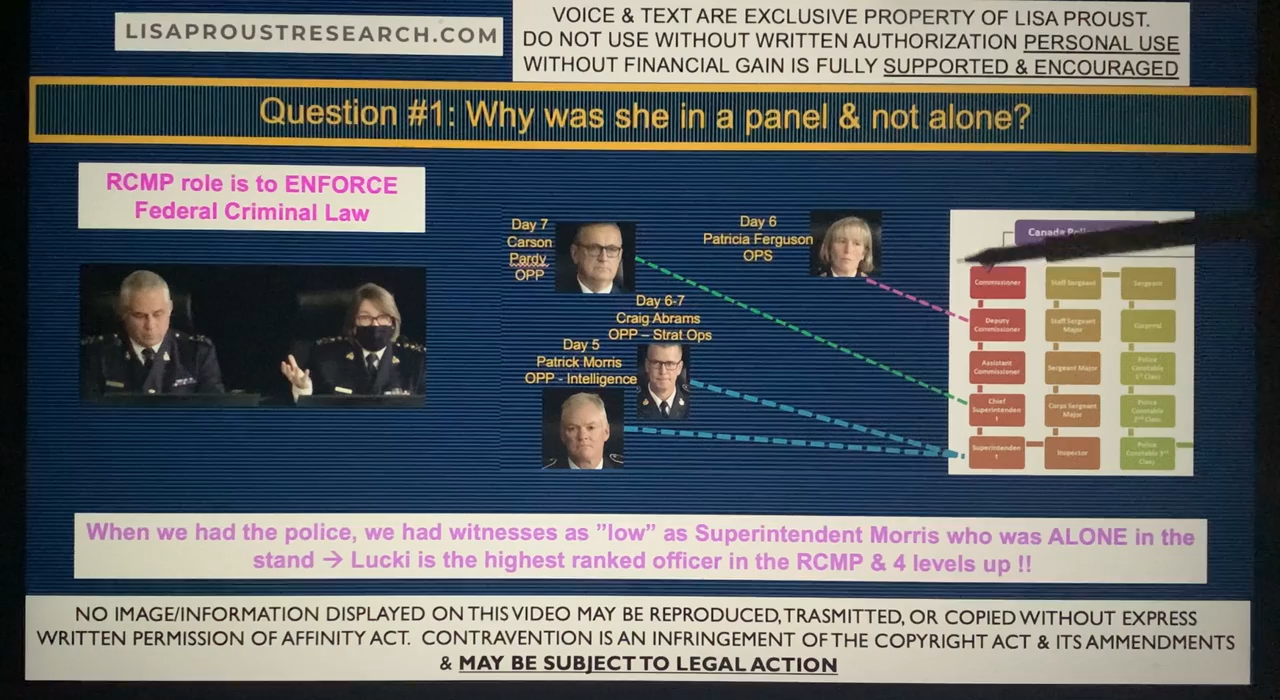 LISAPROUSTRESEARCH.COM
VOICE & TEXT ARE EXCLUSIVE PROPERTY OF LISA PROUST.
DO NOT USE WITHOUT WRITTEN AUTHORIZATION PERSONAL USE
WITHOUT FINANCIAL GAIN IS FULLY SUPPORTED & ENCOURAGED
Question #1: Why was she in a panel & not alone?
RCMP role is to ENFORCE
Federal Criminal Law
Day 7
Carson
Pardy
OPP
Day 6
Patricia Ferguson
OPS
Day 6-7
Craig Abrams
OPP – Strat Ops
Day 5
Patrick Morris
OPP - Intelligence
Canada
Commissioner
Staff Sergeant
Sergeant
Deputy
Commissioner
Staff Sergeant
Major
Corporal
Assistant
Commissioner
Sergeant Major
Police
Constable
1st Class
Chief
Superintenden
t
Corps Sergeant
Major
Police
Constable
2nd Class
Superintenden
t
Inspector
Police
Constable 3rd
Class
When we had the police, we had witnesses as ”low” as Superintendent Morris who was ALONE in the
stand → Lucki is the highest ranked officer in the RCMP & 4 levels up !!
NO IMAGE/INFORMATION DISPLAYED ON THIS VIDEO MAY BE REPRODUCED, TRASMITTED, OR COPIED WITHOUT EXPRESS
WRITTEN PERMISSION OF AFFINITY ACT. CONTRAVENTION IS AN INFRINGEMENT OF THE COPYRIGHT ACT & ITS AMMENDMENTS
& MAY BE SUBJECT TO LEGAL ACTION